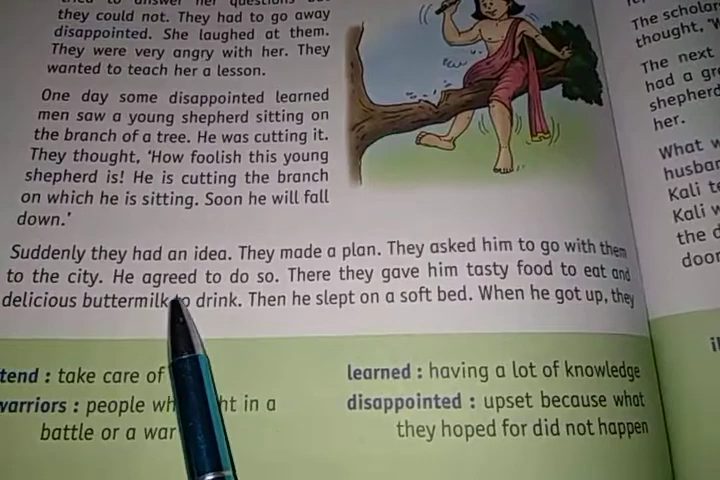 to answer her questions but
they could not. They had to go away
disappointed. She laughed at them.
They were very angry with her. They
wanted to teach her a lesson.
One day some disappointed learned
men saw a young shepherd sitting on
the branch of a tree. He was cutting it.
They thought, ‘How foolish this young
shepherd is! He is cutting the branch
on which he is sitting. Soon he will fall
down.’
Suddenly they had an idea. They made a plan. They asked him to go with them
to the city. He agreed to do so. There they gave him tasty food to eat and
delicious buttermilk to drink. Then he slept on a soft bed. When he got up, they
tend : take care of
warriors : people who in a
battle or a war
learned : having a lot of knowledge
disappointed : upset because what
they hoped for did not happen
The scholar
thought,
The next
had a
shepherd
her.
What
Kali
Kali
the
door